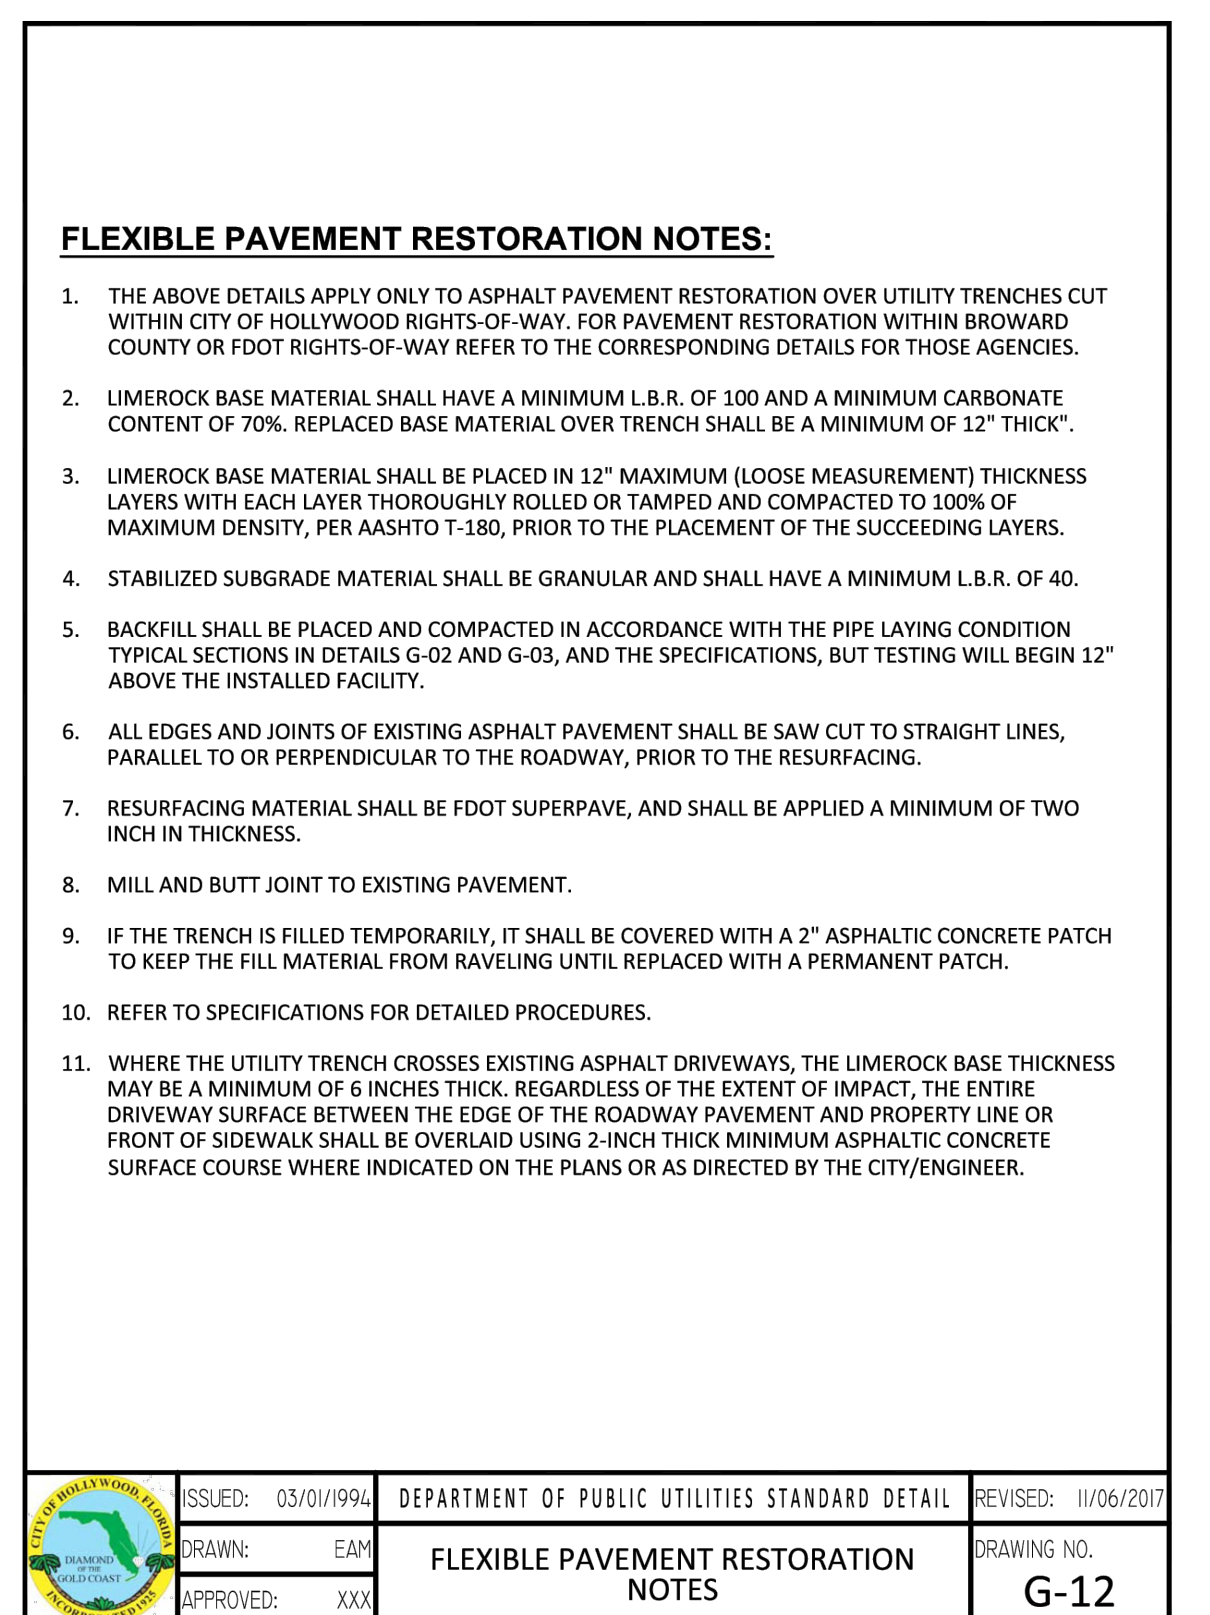 FLEXIBLE PAVEMENT RESTORATION NOTES:
1. THE ABOVE DETAILS APPLY ONLY TO ASPHALT PAVEMENT RESTORATION OVER UTILITY TRENCHES CUT
WITHIN CITY OF HOLLYWOOD RIGHTS-OF-WAY. FOR PAVEMENT RESTORATION WITHIN BROWARD
COUNTY OR FDOT RIGHTS-OF-WAY REFER TO THE CORRESPONDING DETAILS FOR THOSE AGENCIES.
2. LIMEROCK BASE MATERIAL SHALL HAVE A MINIMUM L.B.R. OF 100 AND A MINIMUM CARBONATE
CONTENT OF 70%. REPLACED BASE MATERIAL OVER TRENCH SHALL BE A MINIMUM OF 12" THICK".
3. LIMEROCK BASE MATERIAL SHALL BE PLACED IN 12" MAXIMUM (LOOSE MEASUREMENT) THICKNESS
LAYERS WITH EACH LAYER THOROUGHLY ROLLED OR TAMPED AND COMPACTED TO 100% OF
MAXIMUM DENSITY, PER AASHTO T-180, PRIOR TO THE PLACEMENT OF THE SUCCEEDING LAYERS.
4. STABILIZED SUBGRADE MATERIAL SHALL BE GRANULAR AND SHALL HAVE A MINIMUM L.B.R. OF 40.
5. BACKFILL SHALL BE PLACED AND COMPACTED IN ACCORDANCE WITH THE PIPE LAYING CONDITION
TYPICAL SECTIONS IN DETAILS G-02 AND G-03, AND THE SPECIFICATIONS, BUT TESTING WILL BEGIN 12"
ABOVE THE INSTALLED FACILITY.
6. ALL EDGES AND JOINTS OF EXISTING ASPHALT PAVEMENT SHALL BE SAW CUT TO STRAIGHT LINES,
PARALLEL TO OR PERPENDICULAR TO THE ROADWAY, PRIOR TO THE RESURFACING.
7. RESURFACING MATERIAL SHALL BE FDOT SUPERPAVE, AND SHALL BE APPLIED A MINIMUM OF TWO
INCH IN THICKNESS.
8. MILL AND BUTT JOINT TO EXISTING PAVEMENT.
9. IF THE TRENCH IS FILLED TEMPORARILY, IT SHALL BE COVERED WITH A 2" ASPHALTIC CONCRETE PATCH
TO KEEP THE FILL MATERIAL FROM RAVELING UNTIL REPLACED WITH A PERMANENT PATCH.
10. REFER TO SPECIFICATIONS FOR DETAILED PROCEDURES.
11. WHERE THE UTILITY TRENCH CROSSES EXISTING ASPHALT DRIVEWAYS, THE LIMEROCK BASE THICKNESS
MAY BE A MINIMUM OF 6 INCHES THICK. REGARDLESS OF THE EXTENT OF IMPACT, THE ENTIRE
DRIVEWAY SURFACE BETWEEN THE EDGE OF THE ROADWAY PAVEMENT AND PROPERTY LINE OR
FRONT OF SIDEWALK SHALL BE OVERLAID USING 2-INCH THICK MINIMUM ASPHALTIC CONCRETE
SURFACE COURSE WHERE INDICATED ON THE PLANS OR AS DIRECTED BY THE CITY/ENGINEER.
CITY OF HOLLYWOOD, FLORIDA
DIAMOND
OF THE
GOLD COAST
INCORPORATED 1925
ISSUED: 03/01/1994
DRAWN: EAM
APPROVED: XXX
DEPARTMENT OF PUBLIC UTILITIES STANDARD DETAIL
FLEXIBLE PAVEMENT RESTORATION
NOTES
REVISED: 11/06/2017
DRAWING NO.
G-12